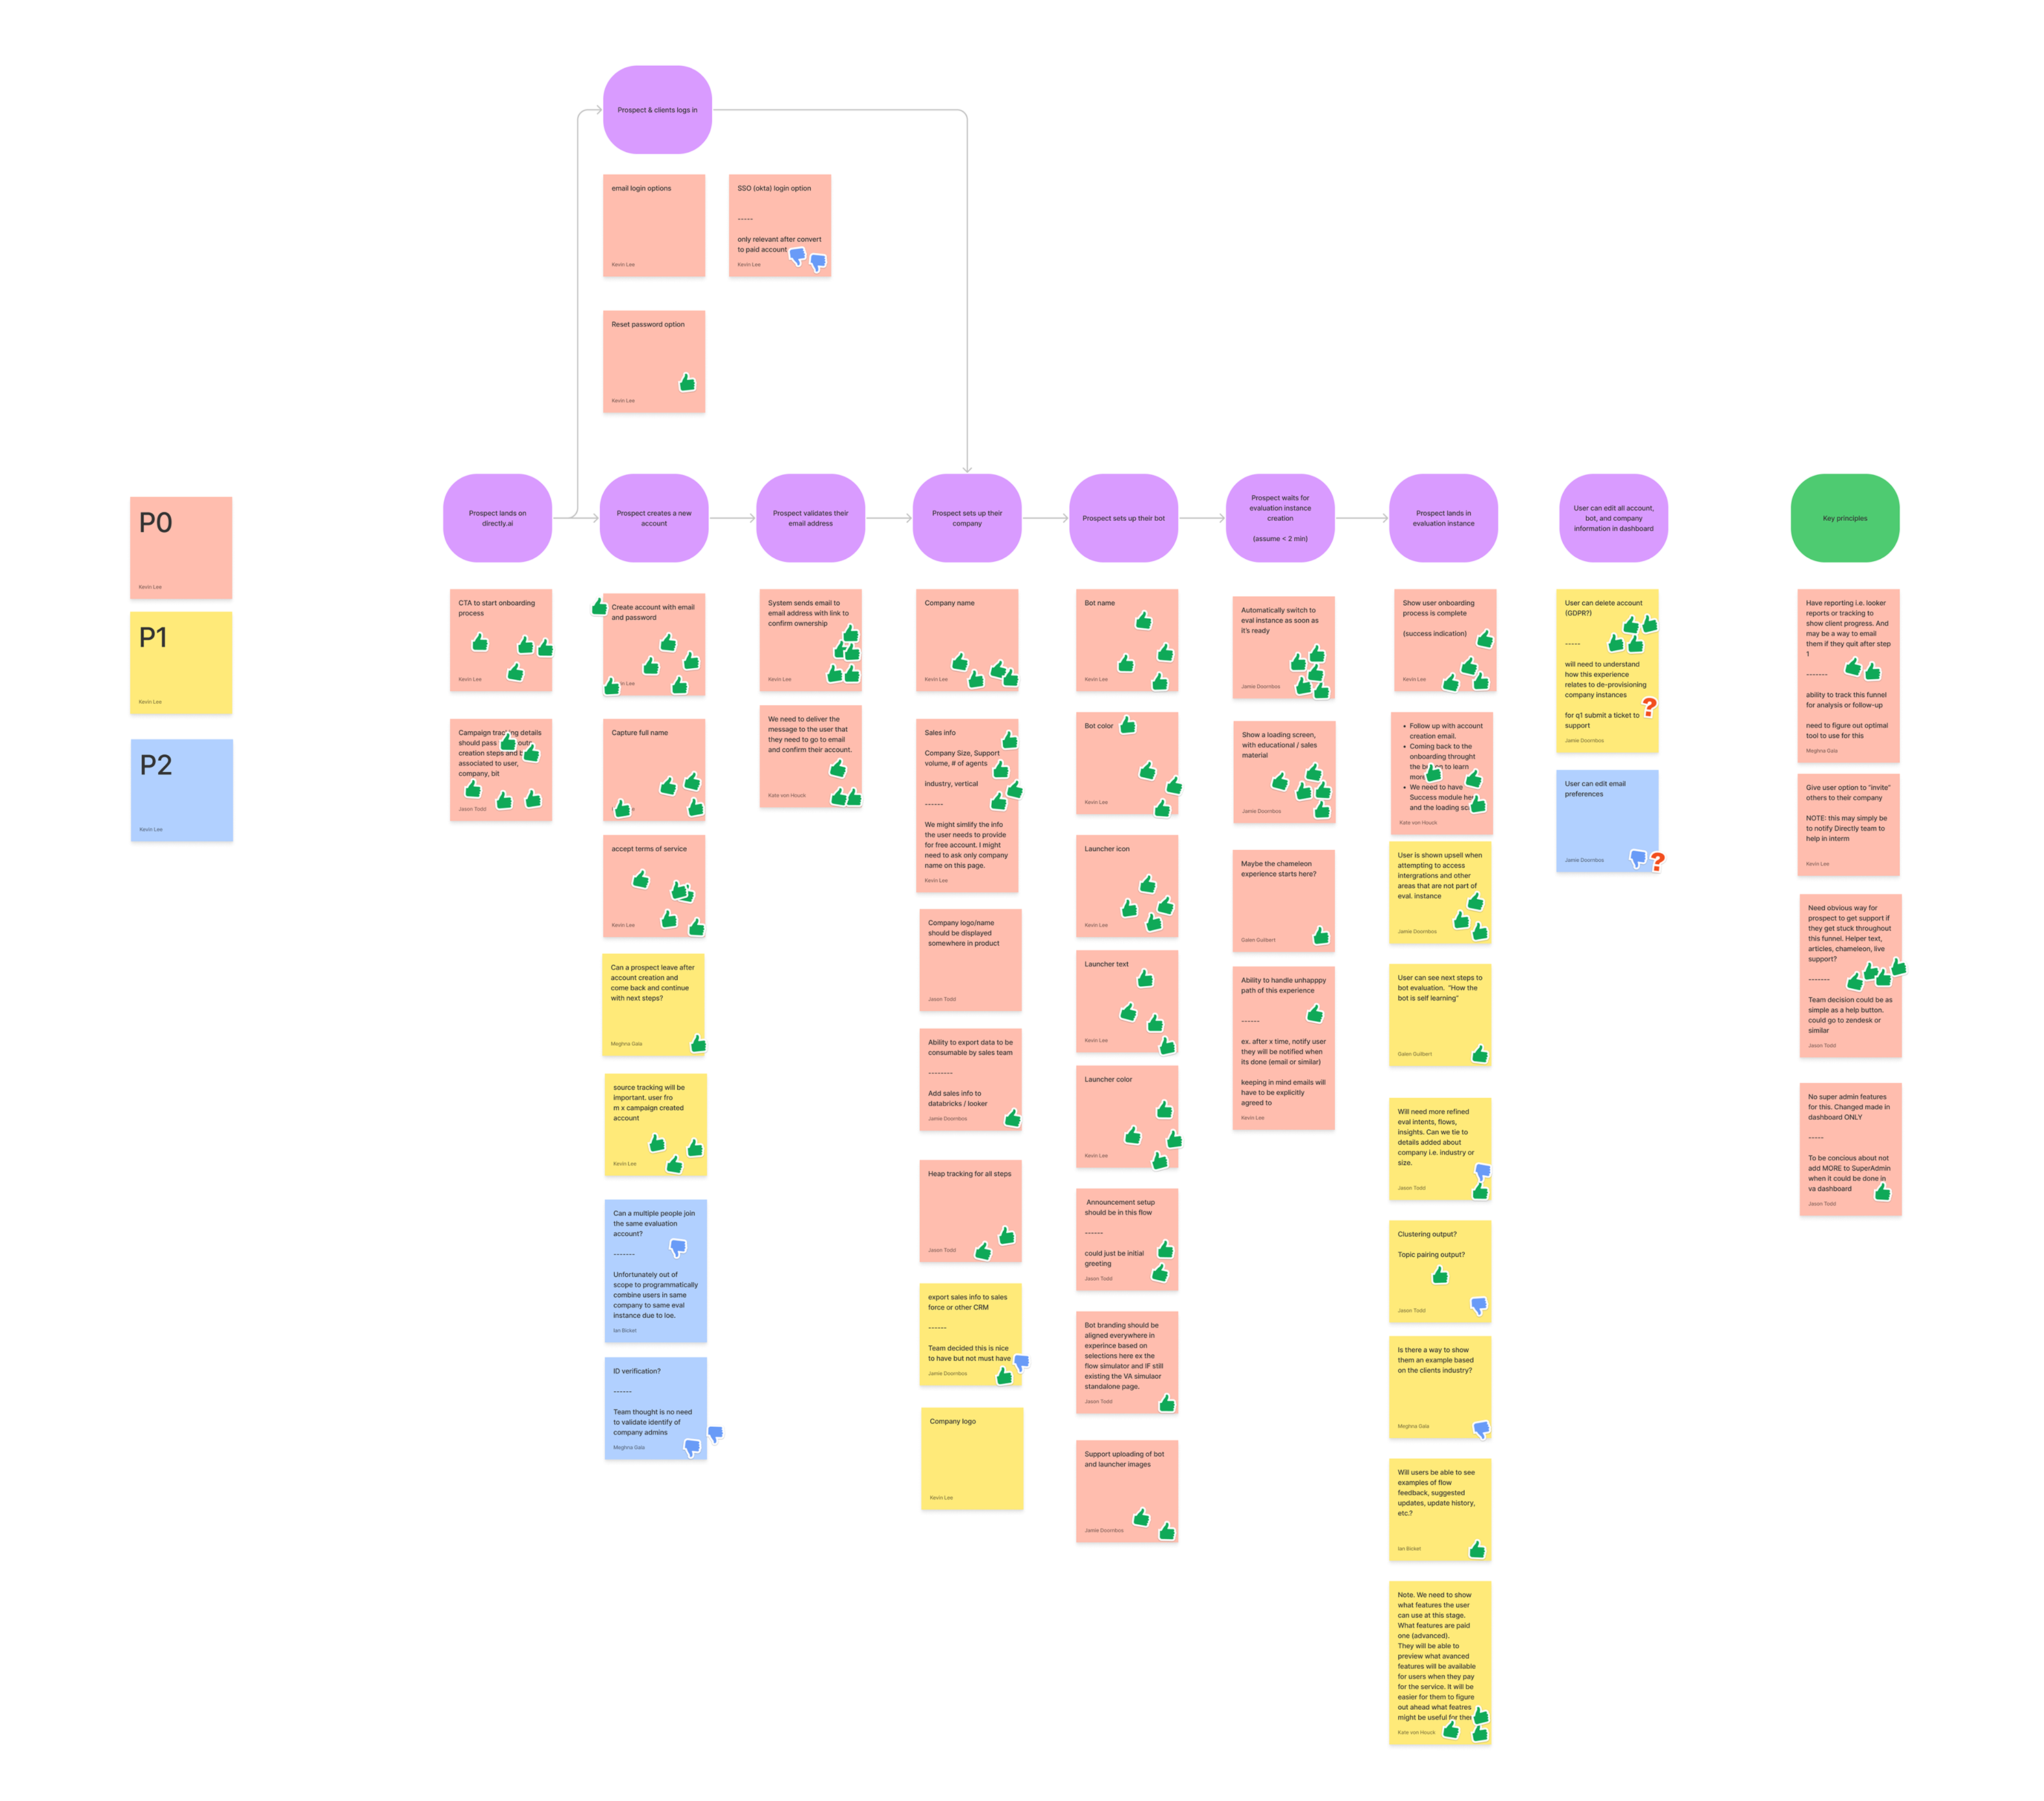 Prospect & clients logs in
email login options
Kevin Lee
SSO (okta) login option
-----
only relevant after convert
to paid account
Kevin Lee
Reset password option
Kevin Lee
P0
Kevin Lee
P1
Kevin Lee
P2
Kevin Lee
Prospect lands on
directly.ai
CTA to start onboarding
process
Kevin Lee
Campaign tracking details
should pass
creation steps and
associated to user,
company, bit
Jason Todd
Prospect creates a new
account
Create account with email
and password
Lee
Capture full name
accept terms of service
Kevin Lee
Can a prospect leave after
account creation and
come back and continue
with next steps?
Meghna Gaia
source tracking will be
important. user fro
m x campaign created
account
Kevin Lee
Can a multiple people join
the same evaluation
account?
-------
Unfortunately out of
scope to programmatically
combine users in same
company to same eval
instance due to loe.
Ian Bicket
ID verification?
------
Team thought is no need
to validate identify of
company admins
Meghna Gaia
Prospect validates their
email address
System sends email to
email address with link to
confirm ownership
Kevin Lee
We need to deliver the
message to the user that
they need to go to email
and confirm their account.
Kate von Houck
Prospect sets up their
company
Company name
Kevin Lee
Sales info
Company Size, Support
volume, # of agents
industry, vertical
------
We might simlify the info
the user needs to provide
for free account. I might
need to ask only company
name on this page.
Kevin Lee
Company logo/name
should be displayed
somewhere in product
Jason Todd
Ability to export data to be
consumable by sales team
--------
Add sales info to
databricks / looker
Jamie Doornbos
Heap tracking for all steps
Jason Todd
export sales info to sales
force or other CRM
------
Team decided this is nice
to have but not must have
Jamie Doornbos
Company logo
Kevin Lee
Prospect sets up their bot
Bot name
Kevin Lee
Bot color
Kevin Lee
Launcher icon
Kevin Lee
Launcher text
Kevin Lee
Launcher color
Kevin Lee
Announcement setup
should be in this flow
------
could just be initial
greeting
Jason Todd
Bot branding should be
aligned everywhere in
experince based on
selections here ex the
flow simulator and IF still
existing the VA simulaor
standalone page.
Jason Todd
Support uploading of bot
and launcher images
Jamie Doornbos
Prospect waits for
evaluation instance
creation
(assume < 2 min)
Automatically switch to
eval instance as soon as
it's ready
Jamie Doornbos
Show a loading screen,
with educational / sales
material
Jamie Doornbos
Maybe the chameleon
experience starts here?
Galen Guilbert
Ability to handle unhapppy
path of this experience
------
ex. after x time, notify user
they will be notified when
its done (email or similar)
keeping in mind emails will
have to be explicitly
agreed to
Kevin Lee
Prospect lands in
evaluation instance
Show user onboarding
process is complete
(success indication)
Kevin Lee
• Follow up with account
creation email.
• Coming back to the
onboarding throught
the to learn
more
• We need to have
Success module
and the loading
Kate von Houck
User is shown upsell when
attempting to access
intergrations and other
areas that are not part of
eval. instance
Jamie Doornbos
User can see next steps to
bot evaluation. "How the
bot is self learning"
Galen Guilbert
Will need more refined
eval intents, flows,
insights. Can we tie to
details added about
company i.e. industry or
size.
Jason Todd
Clustering output?
Topic pairing output?
Jason Todd
Is there a way to show
them an example based
on the clients industry?
Meghna Gaia
Will users be able to see
examples of flow
feedback, suggested
updates, update history,
etc.?
Ian Bicket
Note. We need to show
what features the user
can use at this stage.
What features are paid
one (advanced).
They will be able to
preview what avanced
features will be available
for users when they pay
for the service. It will be
easier for them to figure
out ahead what featres
might be useful for
Kate von Houck
User can edit all account,
bot, and company
information in dashboard
User can delete account
(GDPR?)
-----
will need to understand
how this experience
relates to de-provisioning
company instances
for q1 submit a ticket to
support
?
Jamie Doornbos
User can edit email
preferences
Jamie Doornbos
?
Key principles
Have reporting i.e. looker
reports or tracking to
show client progress. And
may be a way to email
them if they quit after step
1
-------
ability to track this funnel
for analysis or follow-up
need to figure out optimal
tool to use for this
Meghna Gaia
Give user option to "invite"
others to their company
NOTE: this may simply be
to notify Directly team to
help in interm
Kevin Lee
Need obvious way for
prospect to get support if
they get stuck throughout
this funnel. Helper text,
articles, chameleon, live
support?
-------
Team decision could be as
simple as a help button.
could go to zendesk or
similar
Jason Todd
No super admin features
for this. Changed made in
dashboard ONLY
-----
To be concious about not
add MORE to SuperAdmin
when it could be done in
va dashboard
Jason Todd